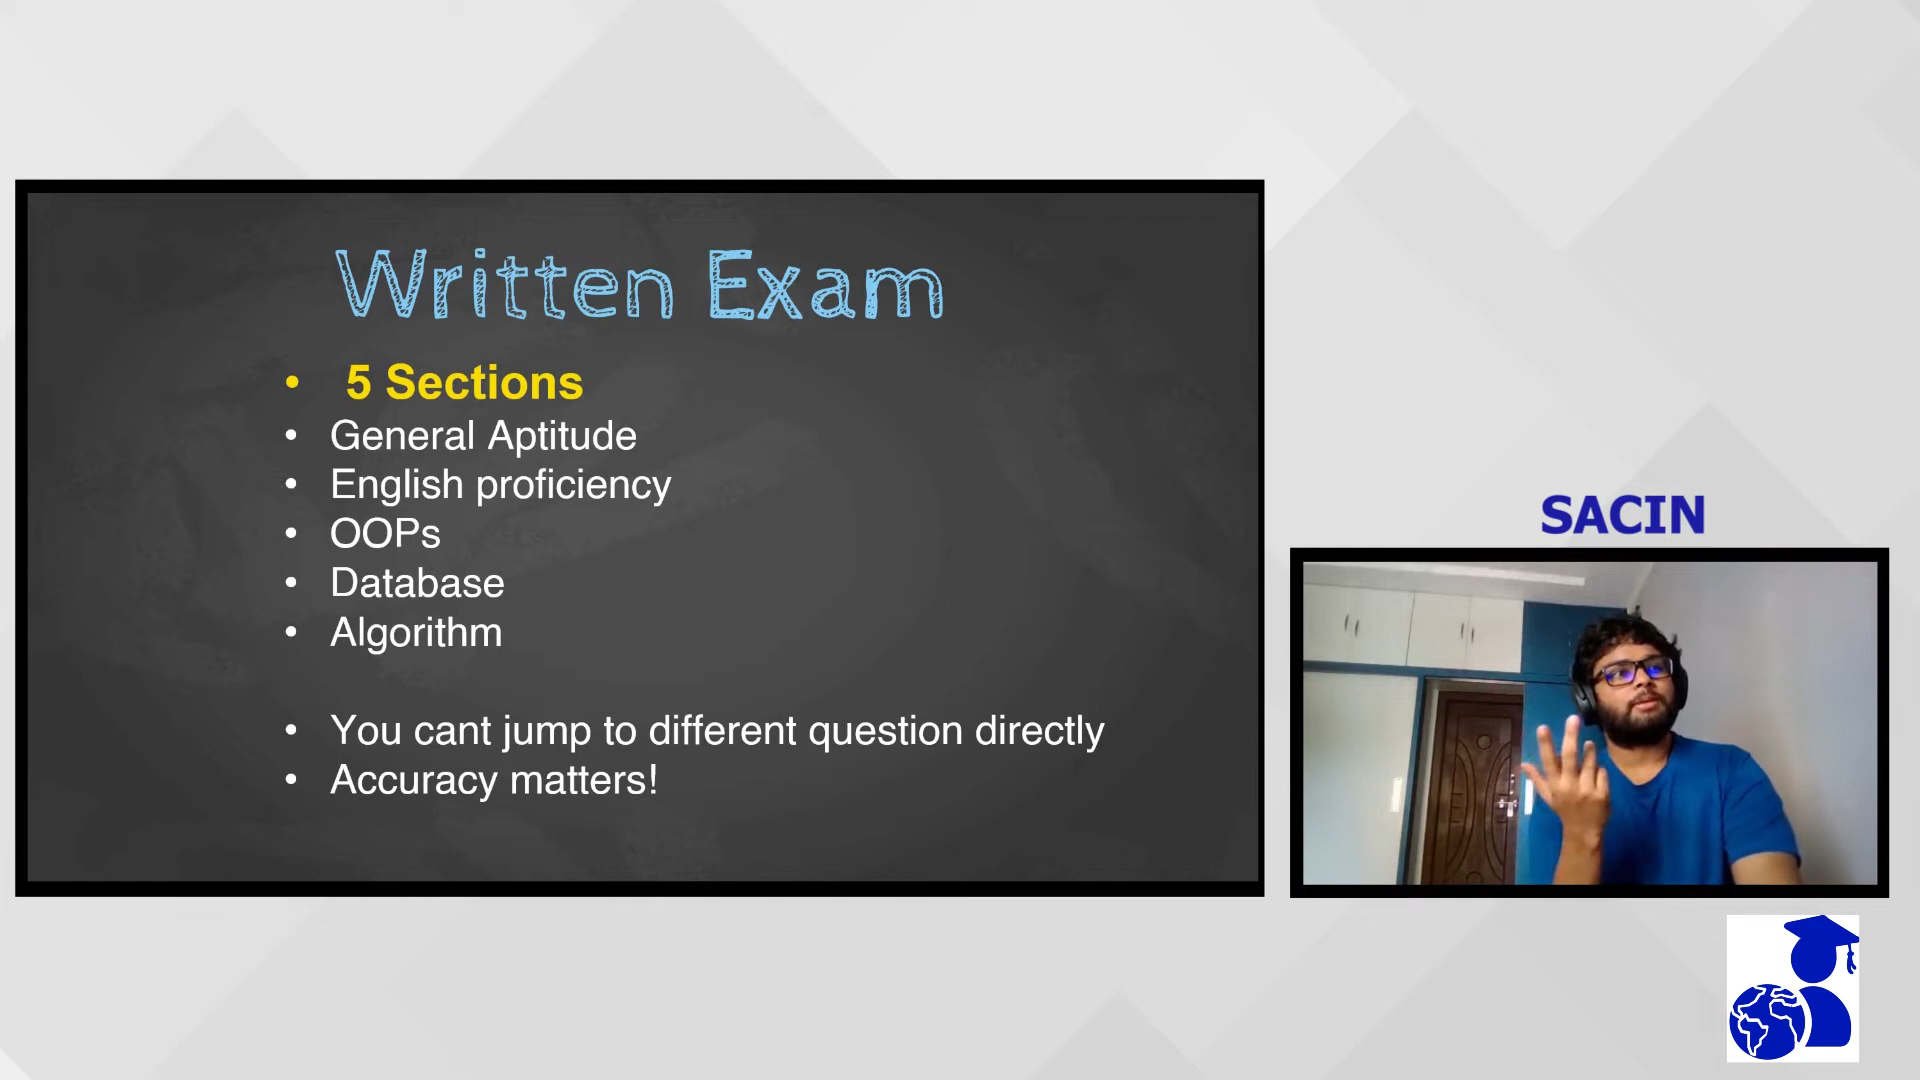 Written Exam
• 5 Sections
• General Aptitude
• English proficiency
• OOPs
• Database
• Algorithm
• You cant jump to different question directly
• Accuracy matters!
SACIN